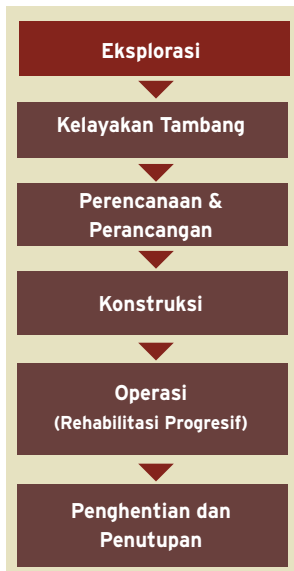 Eksplorasi
Kelayakan Tambang
Perencanaan &
Perancangan
Konstruksi
Operasi
(Rehabilitasi Progresif)
Penghentian dan
Penutupan